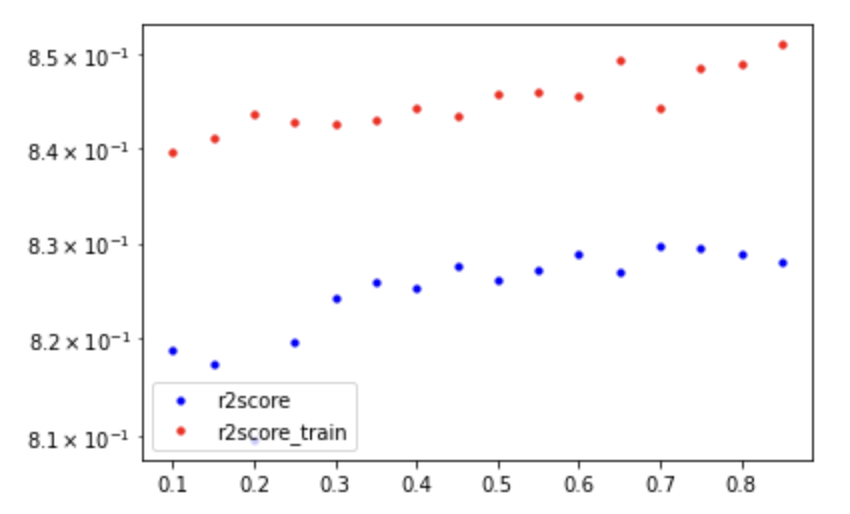 8.5 × 10⁻¹
8.4 × 10⁻¹
8.3 × 10⁻¹
8.2 × 10⁻¹
8.1 × 10⁻¹
r2score
r2score_train
0.1 0.2 0.3 0.4 0.5 0.6 0.7 0.8